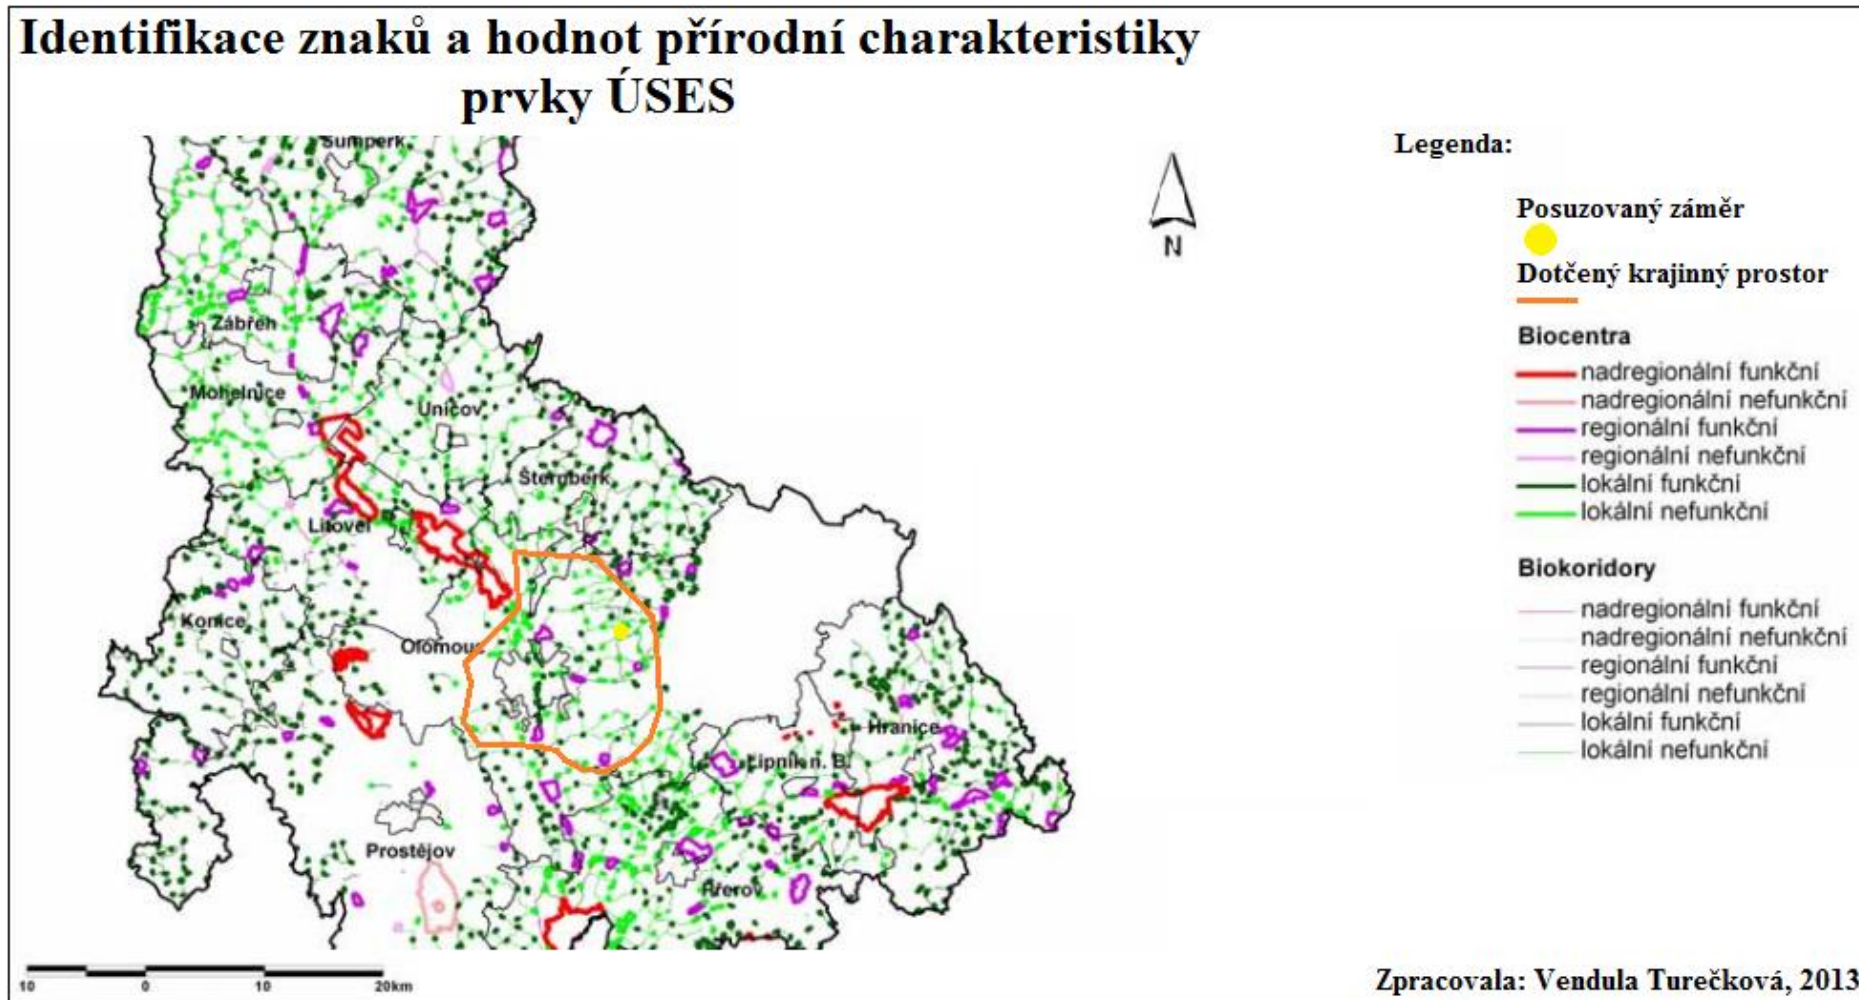 Identifikace znaků a hodnot přírodní charakteristiky
prvky ÚSES
Legenda:
Posuzovaný záměr
Dotčený krajinný prostor
Biocentra
nadregionální funkční
nadregionální nefunkční
regionální funkční
regionální nefunkční
lokální funkční
lokální nefunkční
Biokoridory
nadregionální funkční
nadregionální nefunkční
regionální funkční
regionální nefunkční
lokální funkční
lokální nefunkční
N
Šumperk
Zábřeh
Mohelnice
Uničov
Šternberk
Litovel
Konice
Olomouc
Hranice
Lipník n. B.
Prostějov
Přerov
10 0 10 20km
Zpracovala: Vendula Turečková, 2013